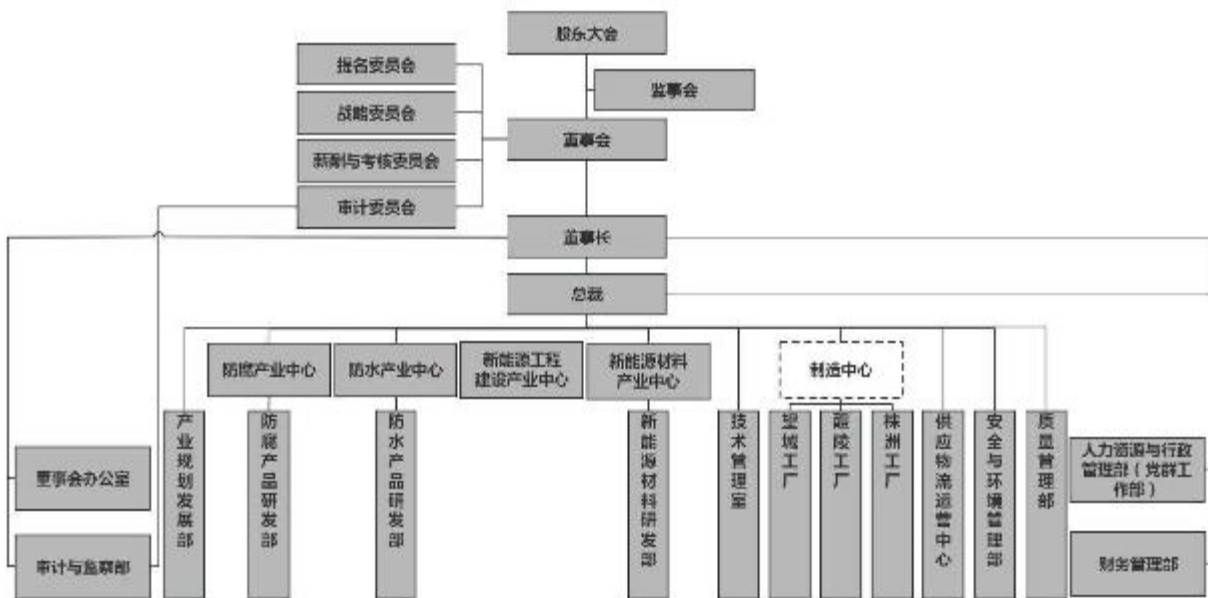 股东大会
提名委员会
监事会
战略委员会
董事会
薪酬与考核委员会
审计委员会
董事长
总裁
防腐产业中心
防水产业中心
新能源工程
建设产业中心
新能源材料
产业中心
制造中心
产业规划发展部
防腐产品研发部
防水产品研发部
新能源材料研发部
技术管理室
望城工厂
醴陵工厂
株洲工厂
供应物流运营中心
安全与环境管理部
质量管理部
董事会办公室
人力资源与行政
管理部（党群工
作部）
审计与监察部
财务管理部